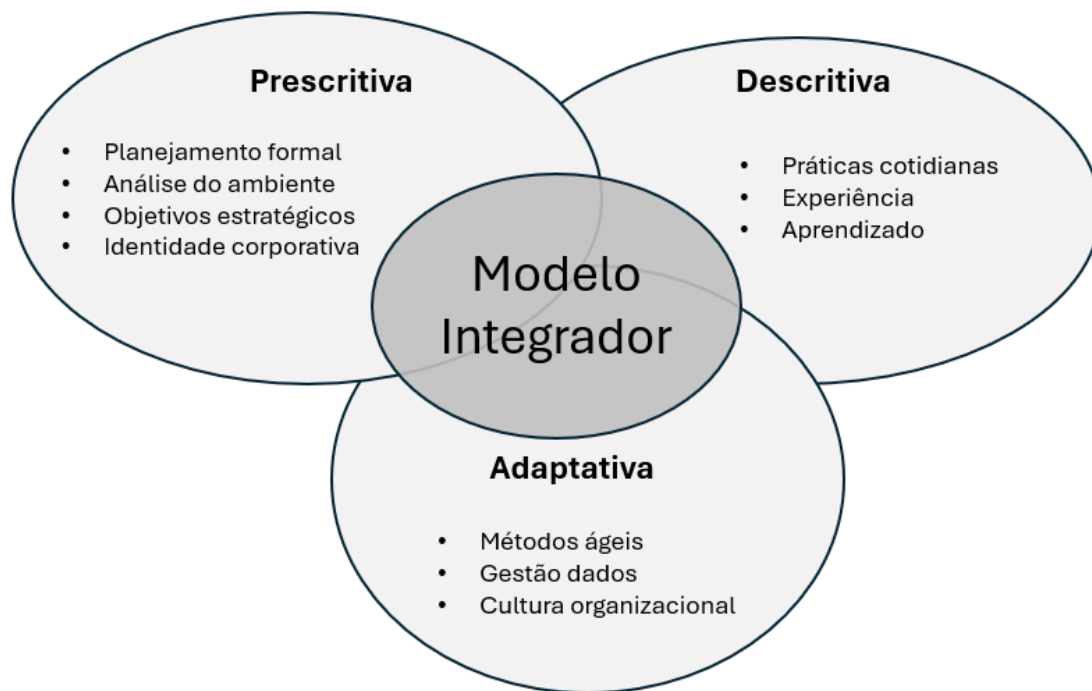 Prescritiva
• Planejamento formal
• Análise do ambiente
• Objetivos estratégicos
• Identidade corporativa
Descritiva
• Práticas cotidianas
• Experiência
• Aprendizado
Modelo
Integrador
Adaptativa
• Métodos ágeis
• Gestão dados
• Cultura organizacional